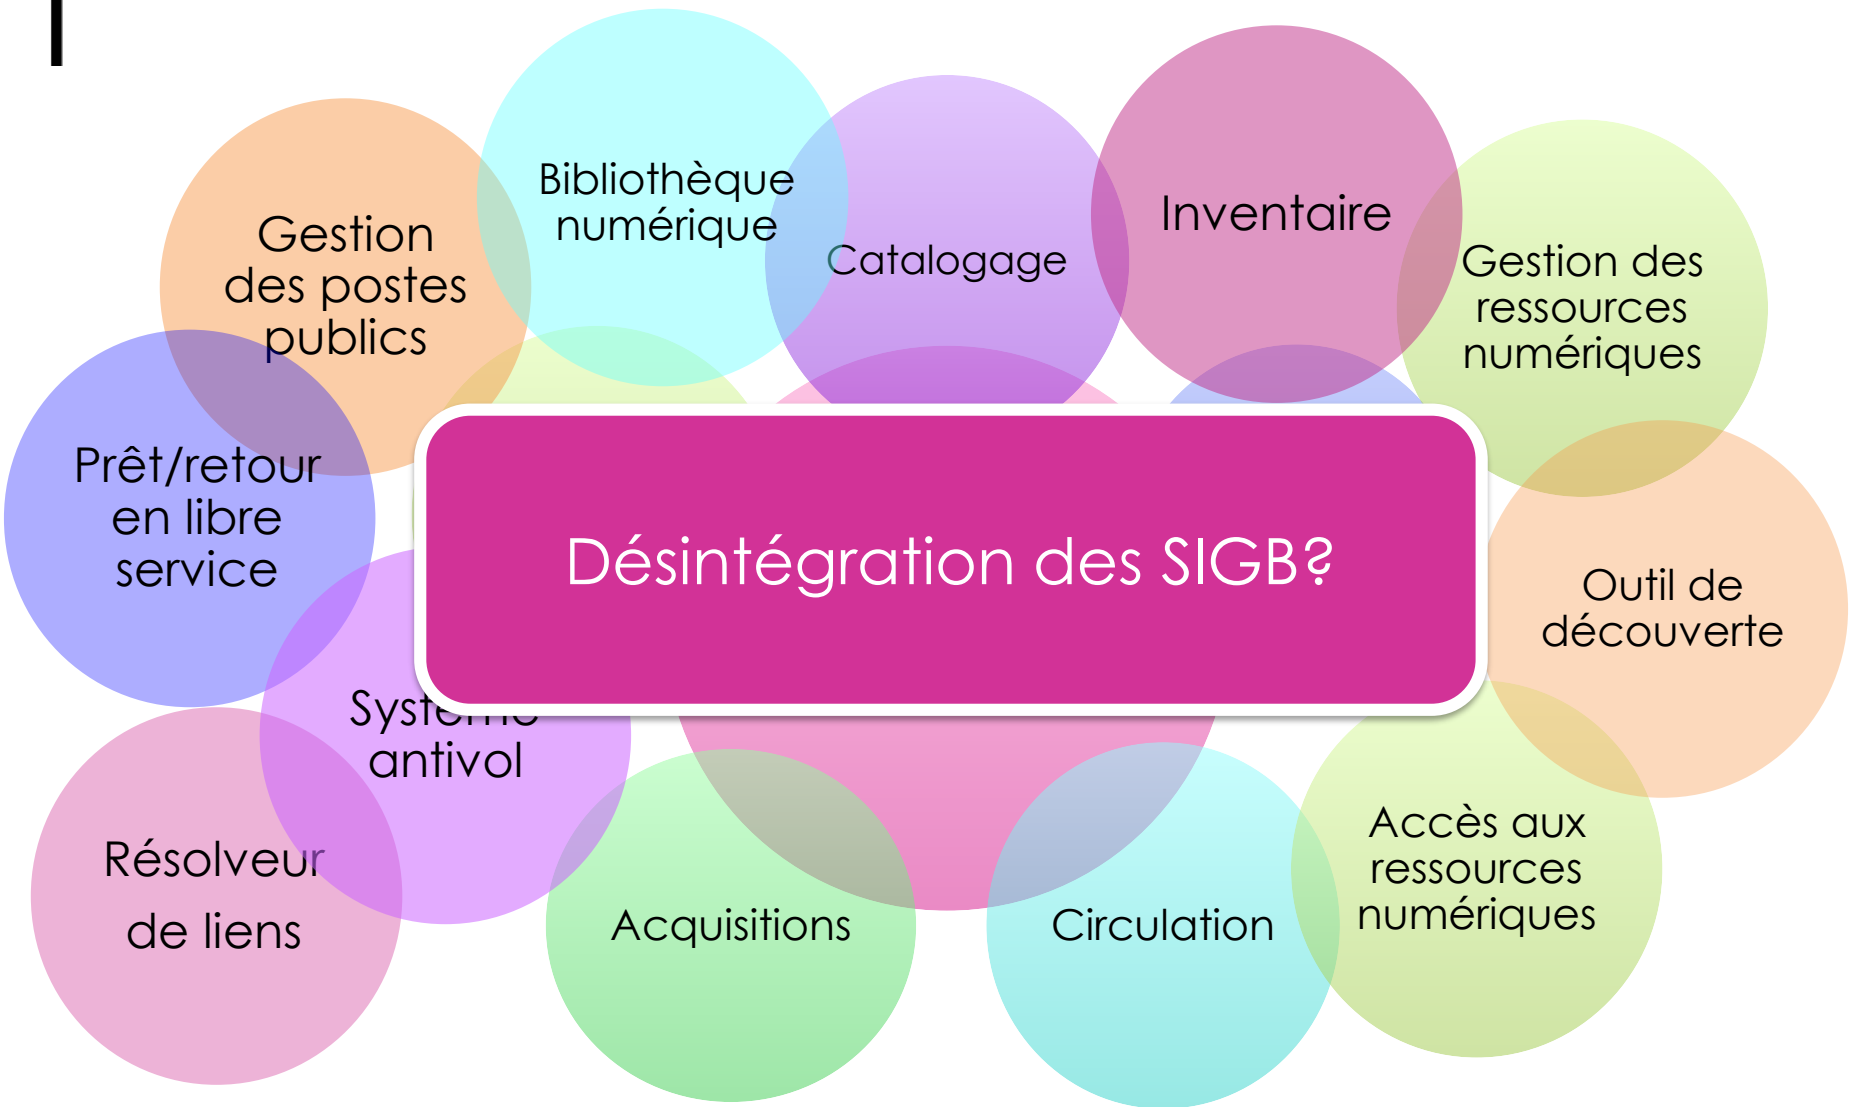 Bibliothèque
numérique
Catalogage
Inventaire
Gestion
des postes
publics
Gestion des
ressources
numériques
Prêt/retour
en libre
service
Désintégration des SIGB?
Outil de
découverte
Système
antivol
Résolveur
de liens
Acquisitions
Circulation
Accès aux
ressources
numériques